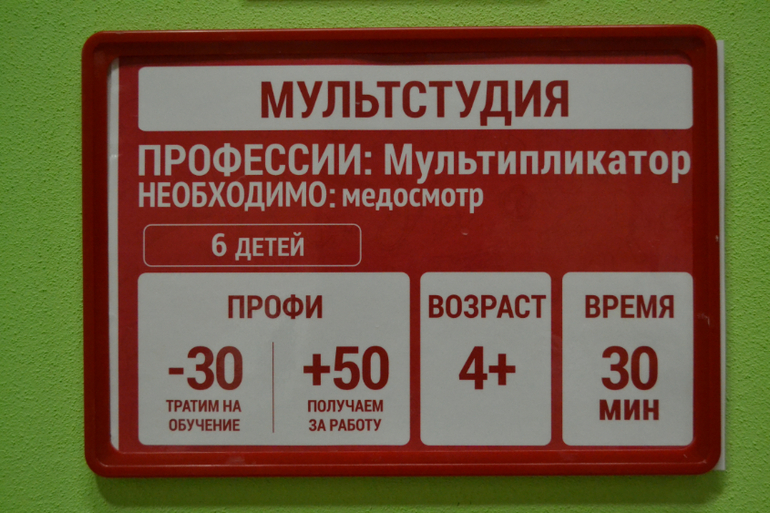 МУЛЬТСТУДИЯ
ПРОФЕССИИ: Мультипликатор
НЕОБХОДИМО: медосмотр
6 ДЕТЕЙ
ПРОФИ
-30
ТРАТИМ НА
ОБУЧЕНИЕ
+50
ПОЛУЧАЕМ
ЗА РАБОТУ
ВОЗРАСТ
4+
ВРЕМЯ
30
МИН